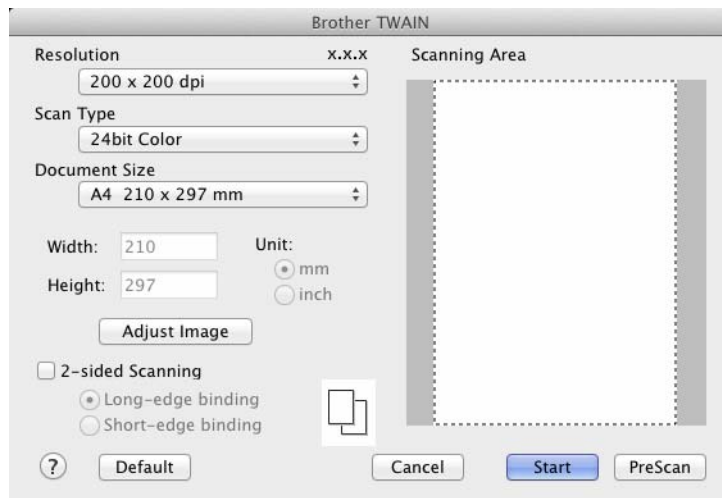 Brother TWAIN
Resolution x.x.x
200 x 200 dpi
Scan Type
24bit Color
Document Size
A4 210 x 297 mm
Width: 210
Height: 297
Unit:
mm
inch
Adjust Image
2-sided Scanning
Long-edge binding
Short-edge binding
Scanning Area
? Default Cancel Start PreScan